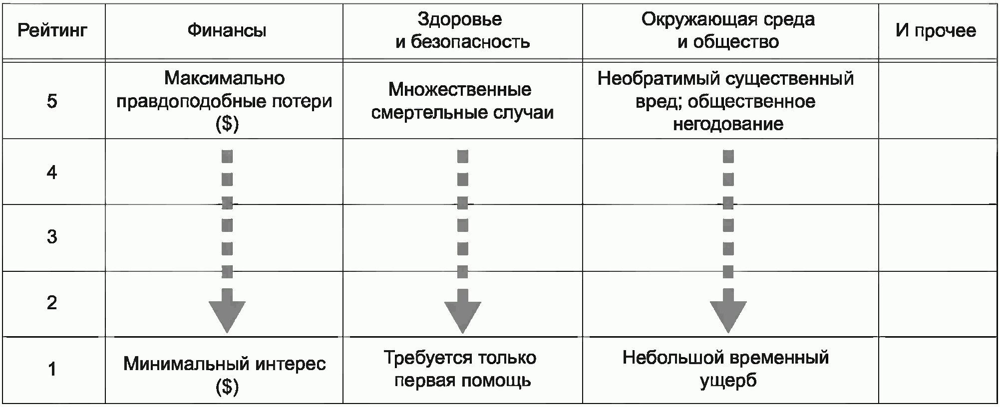 Рейтинг
Финансы
Здоровье
и безопасность
Окружающая среда
и общество
И прочее
5
Максимально
правдоподобные потери
($)
Множественные
смертельные случаи
Необратимый существенный
вред; общественное
негодование
4
3
2
1
Минимальный интерес
($)
Требуется только
первая помощь
Небольшой временный
ущерб